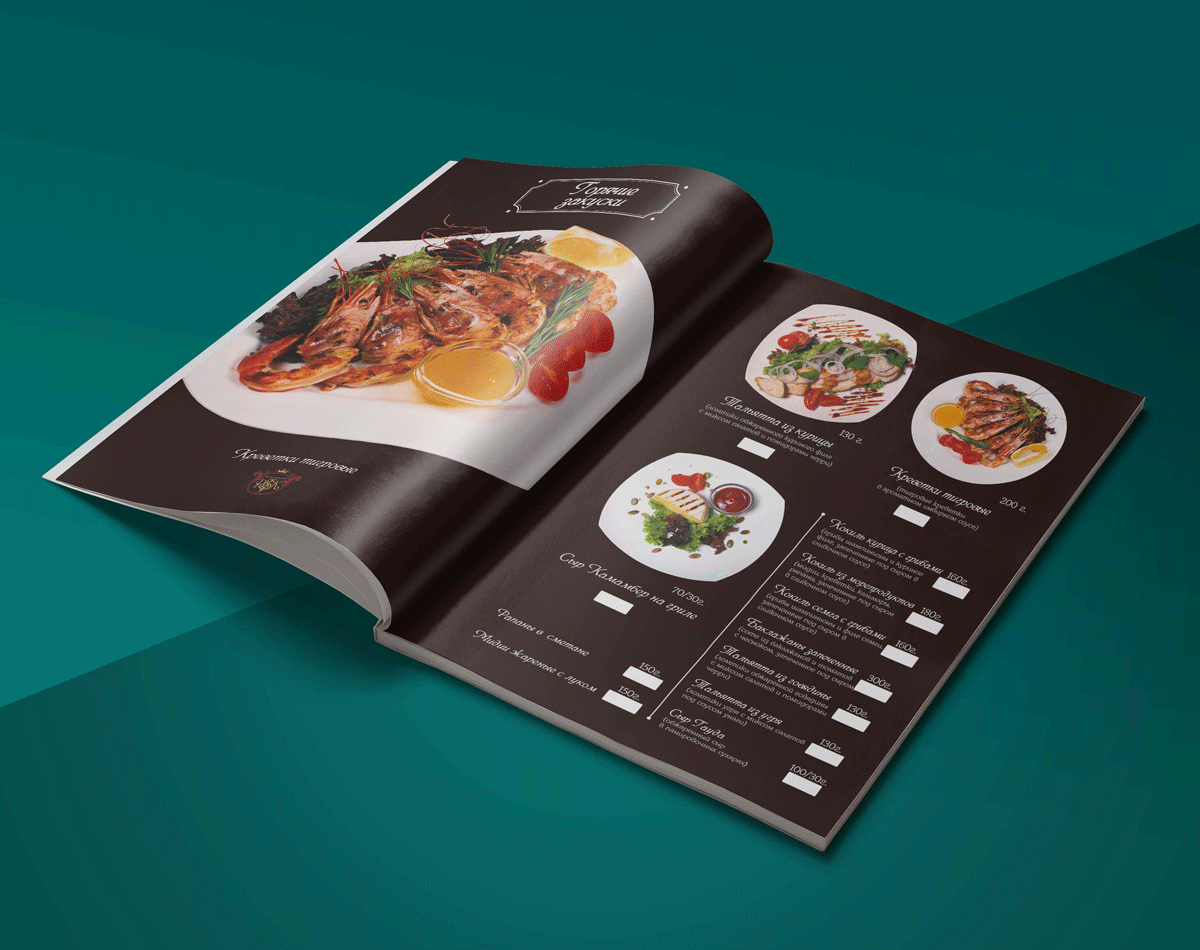 Горячие
закуски
Креветки тигровые
Тальятта из курицы
130 г.
(ломтики обжаренного куриного филе
с миксом салатов и помидорами черри)
Креветки тигровые
200 г.
(тигровые креветки
в ароматном имбирном соусе)
Сыр Камамбер на гриле
70/30г.
Рапаны в сметане
150г.
Мидии жареные с луком
150г.
Кокиль курица с грибами
160г.
(грибы шампиньоны и куриное
филе, запеченные под сыром в
сливочном соусе)
Кокиль из морепродуктов
180г.
(мидии, креветки, кальмары,
рапаны, запеченные под сыром
в сливочном соусе)
Кокиль семга с грибами
160г.
(грибы шампиньоны и филе семги,
запеченные под сыром в
сливочном соусе)
Баклажаны запеченные
300г.
(соте из баклажанов и томатов
с чесноком, запеченное под сыром)
Тальятта из говядины
130г.
(ломтики обжаренной говядины
с миксом салатов и помидорами
черри)
Тальятта из угря
130г.
(ломтики угря с миксом салатов
под соусом унаги)
Сыр Гауда
100/30г.
(обжаренный сыр
в панировочных сухарях)